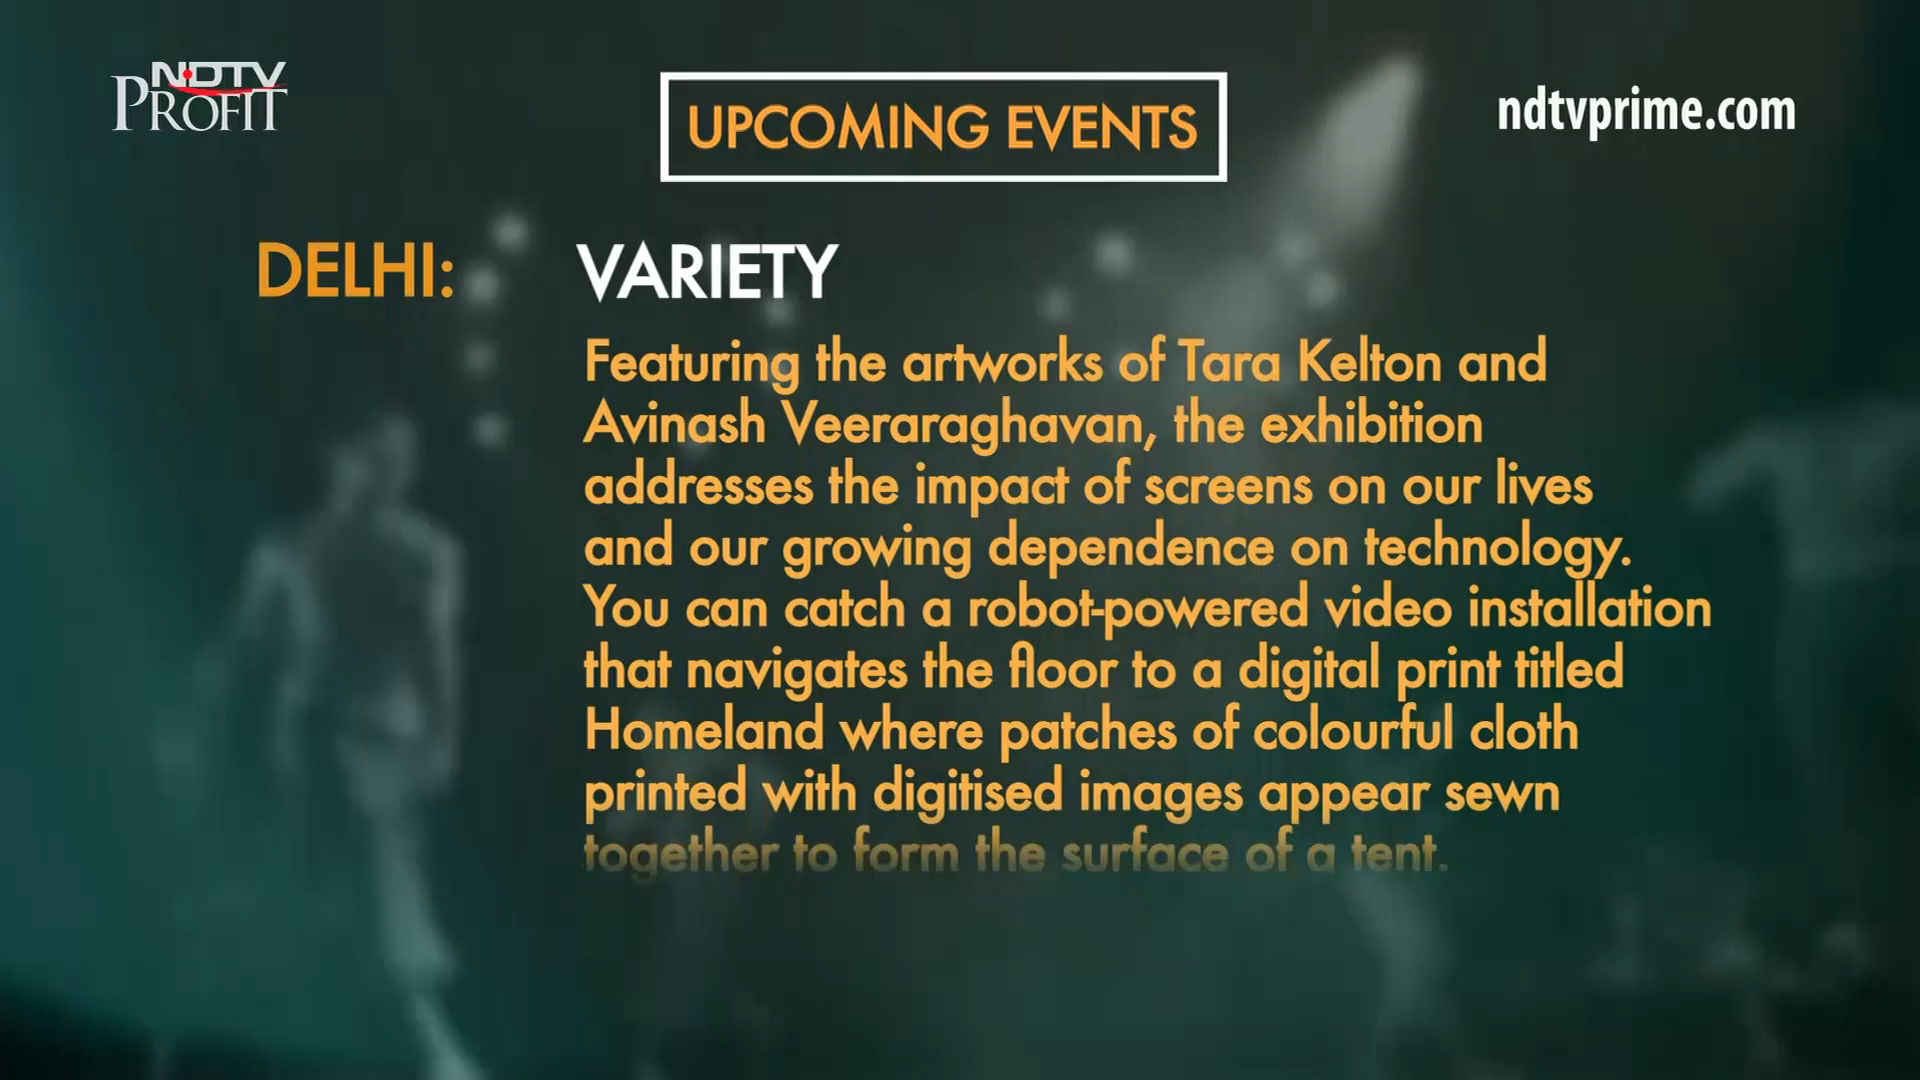 NDTV
PROFIT
UPCOMING EVENTS
ndtvprime.com
DELHI:
VARIETY
Featuring the artworks of Tara Kelton and
Avinash Veeraraghavan, the exhibition
addresses the impact of screens on our lives
and our growing dependence on technology.
You can catch a robot-powered video installation
that navigates the floor to a digital print titled
Homeland where patches of colourful cloth
printed with digitised images appear sewn
together to form the surface of a tent.